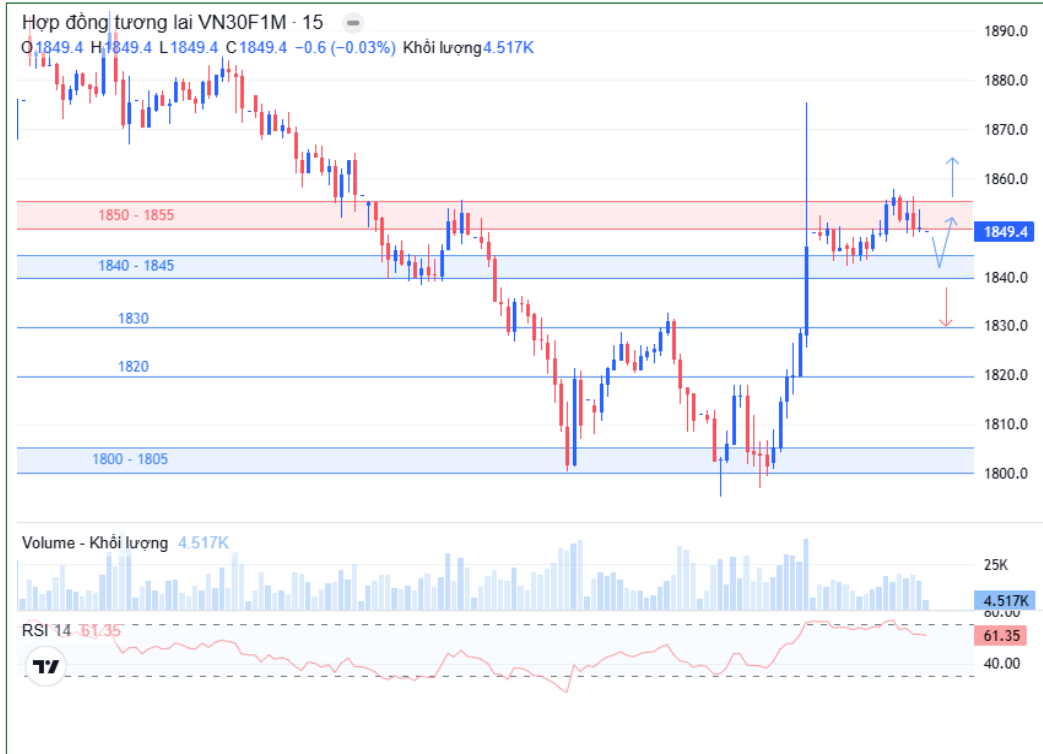 Hợp đồng tương lai VN30F1M · 15
O1849.4 H1849.4 L1849.4 C1849.4 −0.6 (−0.03%) Khối lượng4.517K
1890.0
1880.0
1870.0
1860.0
1850 - 1855
1849.4
1840 - 1845
1840.0
1830
1830.0
1820
1820.0
1810.0
1800 - 1805
1800.0
Volume - Khối lượng 4.517K
25K
4.517K
80.00
RSI 14 61.35
61.35
40.00